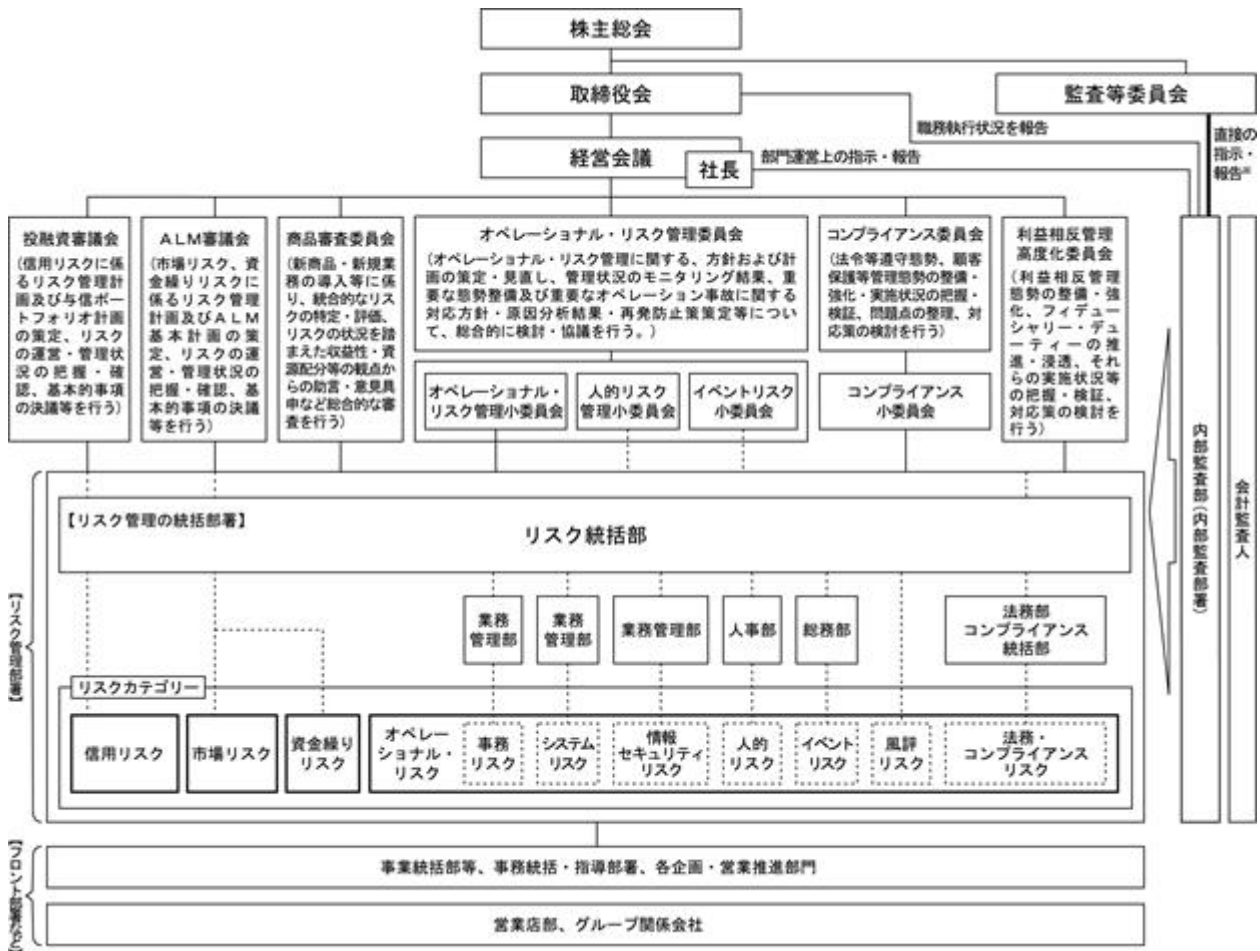 株主総会
取締役会
監査等委員会
職務執行状況を報告
直接の
指示・
報告※
経営会議
社長
部門運営上の指示・報告
投融資審議会
(信用リスクに係
るリスク管理計
画及び与信ポー
トフォリオ計画
の策定、リスク
の運営・管理状
況の把握・確
認、基本的事項
の決議等を行う)
ALM審議会
(市場リスク、資
金繰りリスクに
係るリスク管理
計画及びALM
基本計画の策
定、リスクの運
営・管理状況の
把握・確認、基
本的事項の決議
等を行う)
商品審査委員会
(新商品・新規業
務の導入等に係
り、統合的なリス
クの特定・評価、
リスクの状況を踏
まえた収益性・資
源配分等の観点か
らの助言・意見具
申など総合的な審
査を行う)
オペレーショナル・リスク管理委員会
(オペレーショナル・リスク管理に関する、方針および計
画の策定・見直し、管理状況のモニタリング結果、重
要な態勢整備及び重要なオペレーション事故に関する
対応方針・原因分析結果・再発防止策策定等につい
て、総合的に検討・協議を行う。)
オペレーショナル・
リスク管理小委員会
人的リスク
管理小委員会
イベントリスク
小委員会
コンプライアンス委員会
(法令等遵守態勢、顧客
保護等管理態勢の整備・
強化・実施状況の把握・
検証、問題点の整理、対
応策の検討を行う)
コンプライアンス
小委員会
利益相反管理
高度化委員会
(利益相反管理
態勢の整備・強
化、フィデュー
シャリー・デュ
ーティーの推
進・浸透、それ
らの実施状況等
の把握・検証、
対応策の検討を
行う)
内部監査部(内部監査部署)
会計監査人
【リスク管理部署】
【リスク管理の統括部署】
リスク統括部
業務
管理部
業務
管理部
業務管理部
人事部
総務部
法務部
コンプライアンス
統括部
リスクカテゴリー
信用リスク
市場リスク
資金繰り
リスク
オペレー
ショナル・
リスク
事務
リスク
システム
リスク
情報
セキュリティ
リスク
人的
リスク
イベント
リスク
風評
リスク
法務・
コンプライアンス
リスク
【フロント部署など】
事業統括部等、事務統括・指導部署、各企画・営業推進部門
営業店部、グループ関係会社